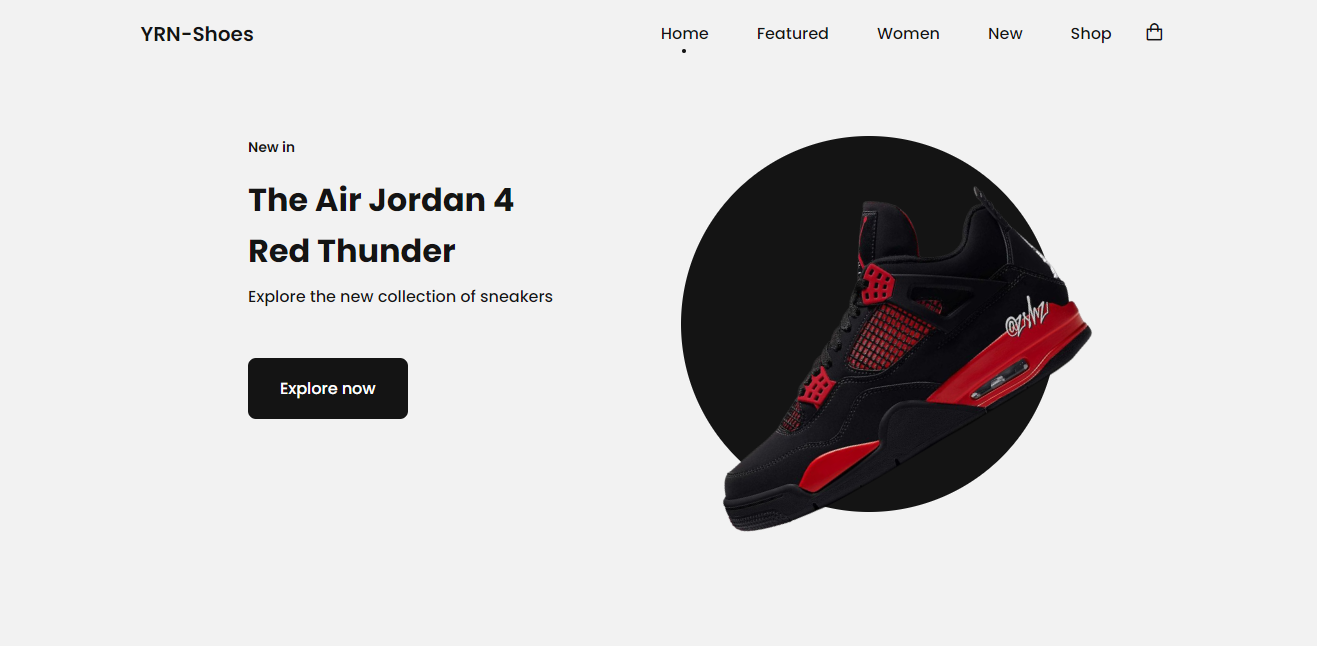 YRN-Shoes
Home Featured Women New Shop
New in
The Air Jordan 4
Red Thunder
Explore the new collection of sneakers
Explore now